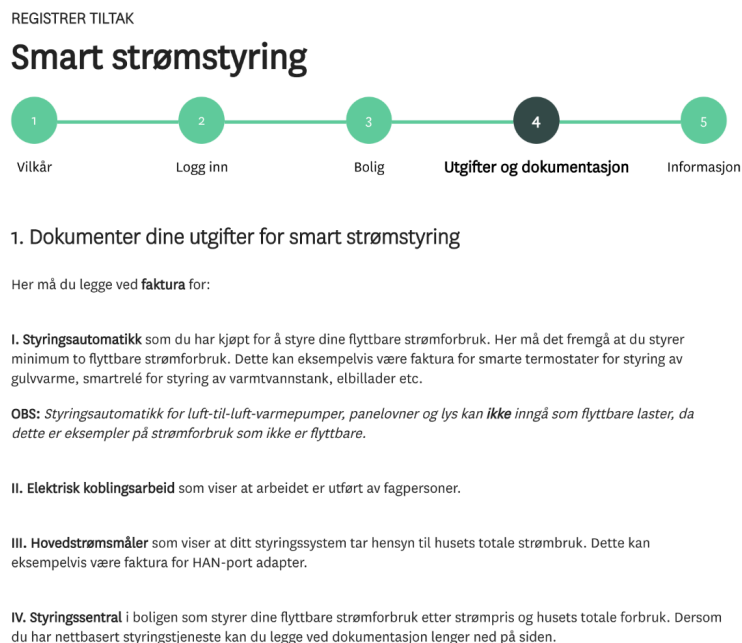 REGISTRER TILTAK
Smart strømstyring
1 2 3 4 5
Vilkår Logg inn Bolig Utgifter og dokumentasjon Informasjon
1. Dokumenter dine utgifter for smart strømstyring
Her må du legge ved faktura for:
I. Styringsautomatikk som du har kjøpt for å styre dine flyttbare strømforbruk. Her må det fremgå at du styrer
minimum to flyttbare strømforbruk. Dette kan eksempelvis være faktura for smarte termostater for styring av
gulvvarme, smartrelé for styring av varmtvannstank, elbillader etc.
OBS: Styringsautomatikk for luft-til-luft-varmepumper, panelovner og lys kan ikke inngå som flyttbare laster, da
dette er eksempler på strømforbruk som ikke er flyttbare.
II. Elektrisk koblingsarbeid som viser at arbeidet er utført av fagpersoner.
III. Hovedstrømsmåler som viser at ditt styringssystem tar hensyn til husets totale strømbruk. Dette kan
eksempelvis være faktura for HAN-port adapter.
IV. Styringssentral i boligen som styrer dine flyttbare strømforbruk etter strømpris og husets totale forbruk. Dersom
du har nettbasert styringstjeneste kan du legge ved dokumentasjon lenger ned på siden.